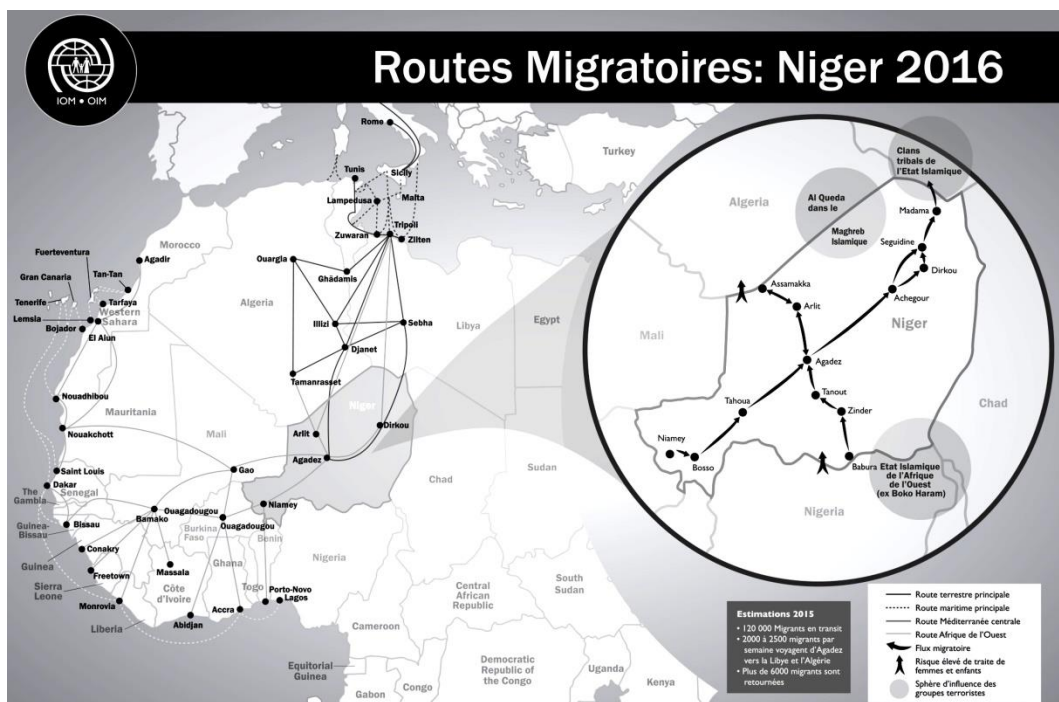 IOM • OIM
Routes Migratoires: Niger 2016
Rome
Turkey
Tunis
Sicily
Lampedusa
Malta
Zuwaran
Tripoli
Zliten
Morocco
Agadir
Fuerteventura
Gran Canaria
Tan-Tan
Tenerife
Tarfaya
Western
Sahara
Lemsia
Bojador
El Aiun
Ouargla
Ghãdamis
Algeria
Illizi
Sebha
Libya
Egypt
Djanet
Tamanrasset
Nouadhibou
Mauritania
Nouakchott
Mali
Niger
Arlit
Dirkou
Agadez
Gao
Saint Louis
Dakar
Senegal
The
Gambia
Guinea-
Bissau
Bissau
Bamako
Ouagadougou
Ouagadougou
Niamey
Burkina
Faso
Benin
Chad
Sudan
Conakry
Guinea
Freetown
Sierra
Leone
Massala
Ghana
Togo
Nigeria
Côte
d'Ivoire
Monrovia
Liberia
Abidjan
Accra
Porto-Novo
Lagos
Cameroon
Central
African
Republic
South
Sudan
Equitorial
Guinea
Gabon
Congo
Democratic
Republic of
the Congo
Uganda
Kenya
Clans
tribals de
l'Etat Islamique
Algeria
Al Queda
dans le
Maghreb
Islamique
Madama
Seguidine
Dirkou
Achegour
Assamakka
Arlit
Niger
Mali
Agadez
Chad
Tahoua
Tanout
Zinder
Niamey
Bosso
Babura
Etat Islamique
de l'Afrique
de l'Ouest
(ex Boko Haram)
Nigeria
Estimations 2015
• 120 000 Migrants en transit
• 2000 à 2500 migrants par
semaine voyagent d'Agadez
vers la Libye et l'Algérie
• Plus de 6000 migrants sont
retournées
Route terrestre principale
Route maritime principale
Route Méditerranée centrale
Route Afrique de l'Ouest
Flux migratoire
Risque élevé de traite de
femmes et enfants
Sphère d'influence des
groupes terroristes